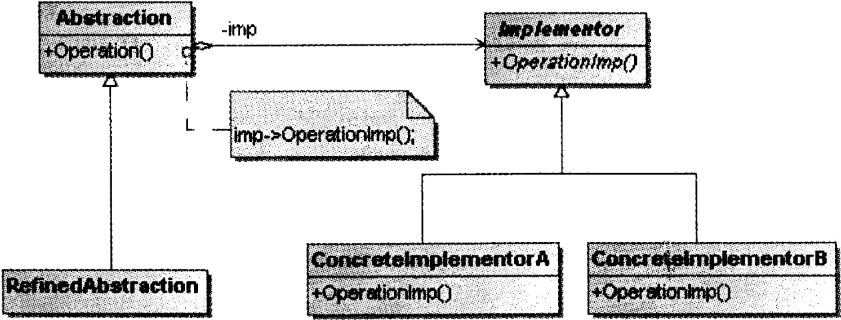 Abstraction
+Operation()
-imp
Implementor
+OperationImp()
imp->OperationImp();
RefinedAbstraction
ConcreteImplementorA
+OperationImp()
ConcreteImplementorB
+OperationImp()